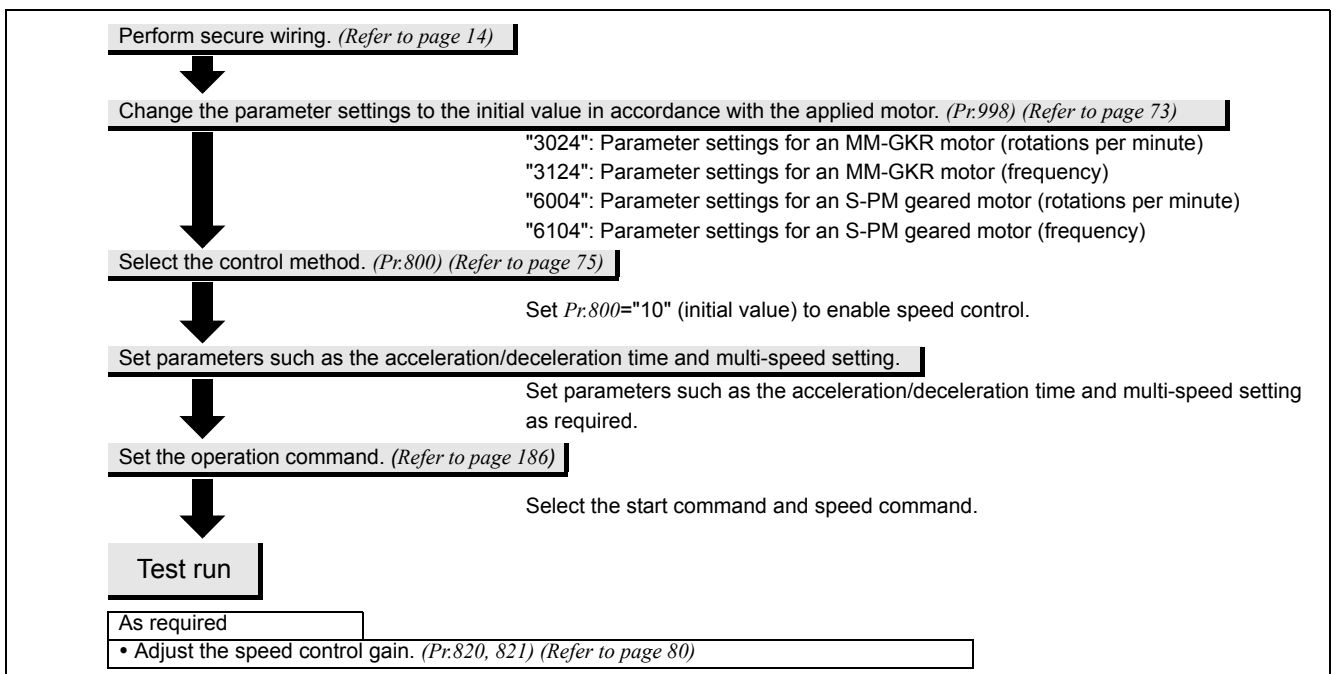 Perform secure wiring. (Refer to page 14)
Change the parameter settings to the initial value in accordance with the applied motor. (Pr.998) (Refer to page 73)
"3024": Parameter settings for an MM-GKR motor (rotations per minute)
"3124": Parameter settings for an MM-GKR motor (frequency)
"6004": Parameter settings for an S-PM geared motor (rotations per minute)
"6104": Parameter settings for an S-PM geared motor (frequency)
Select the control method. (Pr.800) (Refer to page 75)
Set Pr.800="10" (initial value) to enable speed control.
Set parameters such as the acceleration/deceleration time and multi-speed setting.
Set parameters such as the acceleration/deceleration time and multi-speed setting
as required.
Set the operation command. (Refer to page 186)
Select the start command and speed command.
Test run
As required
• Adjust the speed control gain. (Pr.820, 821) (Refer to page 80)